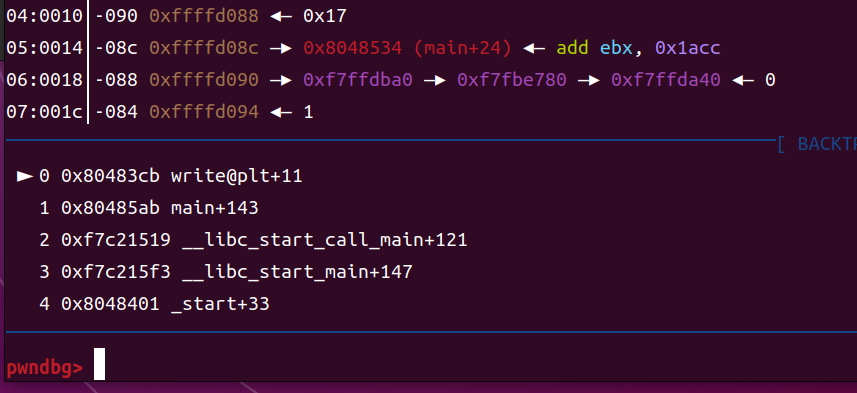 04:0010│-090 0xffffd088 ◂— 0x17
05:0014│-08c 0xffffd08c —▸ 0x8048534 (main+24) ◂— add ebx, 0x1acc
06:0018│-088 0xffffd090 —▸ 0xf7ffdba0 —▸ 0xf7fbe780 —▸ 0xf7ffda40 ◂— 0
07:001c│-084 0xffffd094 ◂— 1
[ BACKT
► 0 0x80483cb write@plt+11
1 0x80485ab main+143
2 0xf7c21519 __libc_start_call_main+121
3 0xf7c215f3 __libc_start_main+147
4 0x8048401 _start+33
pwndbg>